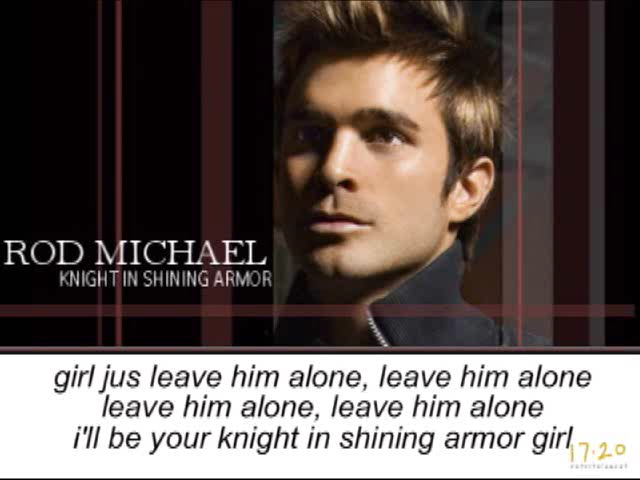 ROD MICHAEL
KNIGHT IN SHINING ARMOR
girl jus leave him alone, leave him alone
leave him alone, leave him alone
i'll be your knight in shining armor girl
17:20
entertainment